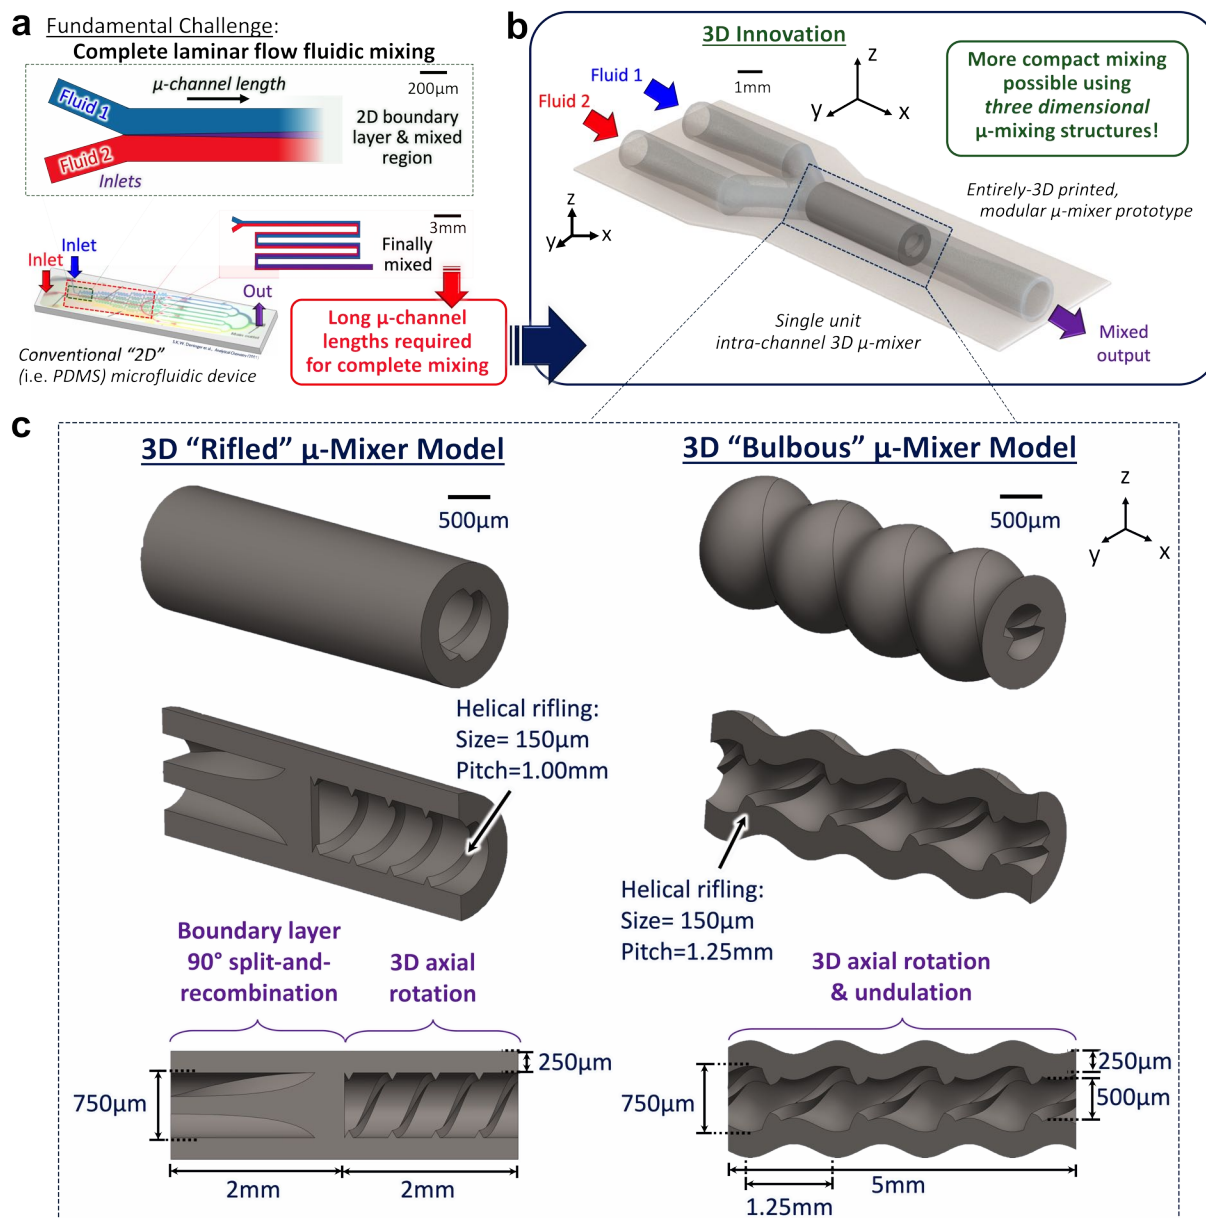 a
Fundamental Challenge:
Complete laminar flow fluidic mixing
μ-channel length
200μm
Fluid 1
Fluid 2
Inlets
2D boundary
layer & mixed
region
3mm
Finally
mixed
Inlet
Inlet
Out
Conventional “2D”
(i.e. PDMS) microfluidic device
Long μ-channel
lengths required
for complete mixing
b
3D Innovation
Fluid 1
Fluid 2
1mm
z
y
x
More compact mixing
possible using
three dimensional
μ-mixing structures!
Entirely-3D printed,
modular μ-mixer prototype
z
y
x
Single unit
intra-channel 3D μ-mixer
Mixed
output
c
3D “Rifled” μ-Mixer Model
500μm
Helical rifling:
Size= 150μm
Pitch=1.00mm
Boundary layer
90° split-and-
recombination
3D axial
rotation
250μm
750μm
2mm
2mm
3D “Bulbous” μ-Mixer Model
500μm
z
y
x
Helical rifling:
Size= 150μm
Pitch=1.25mm
3D axial rotation
& undulation
250μm
750μm
500μm
5mm
1.25mm